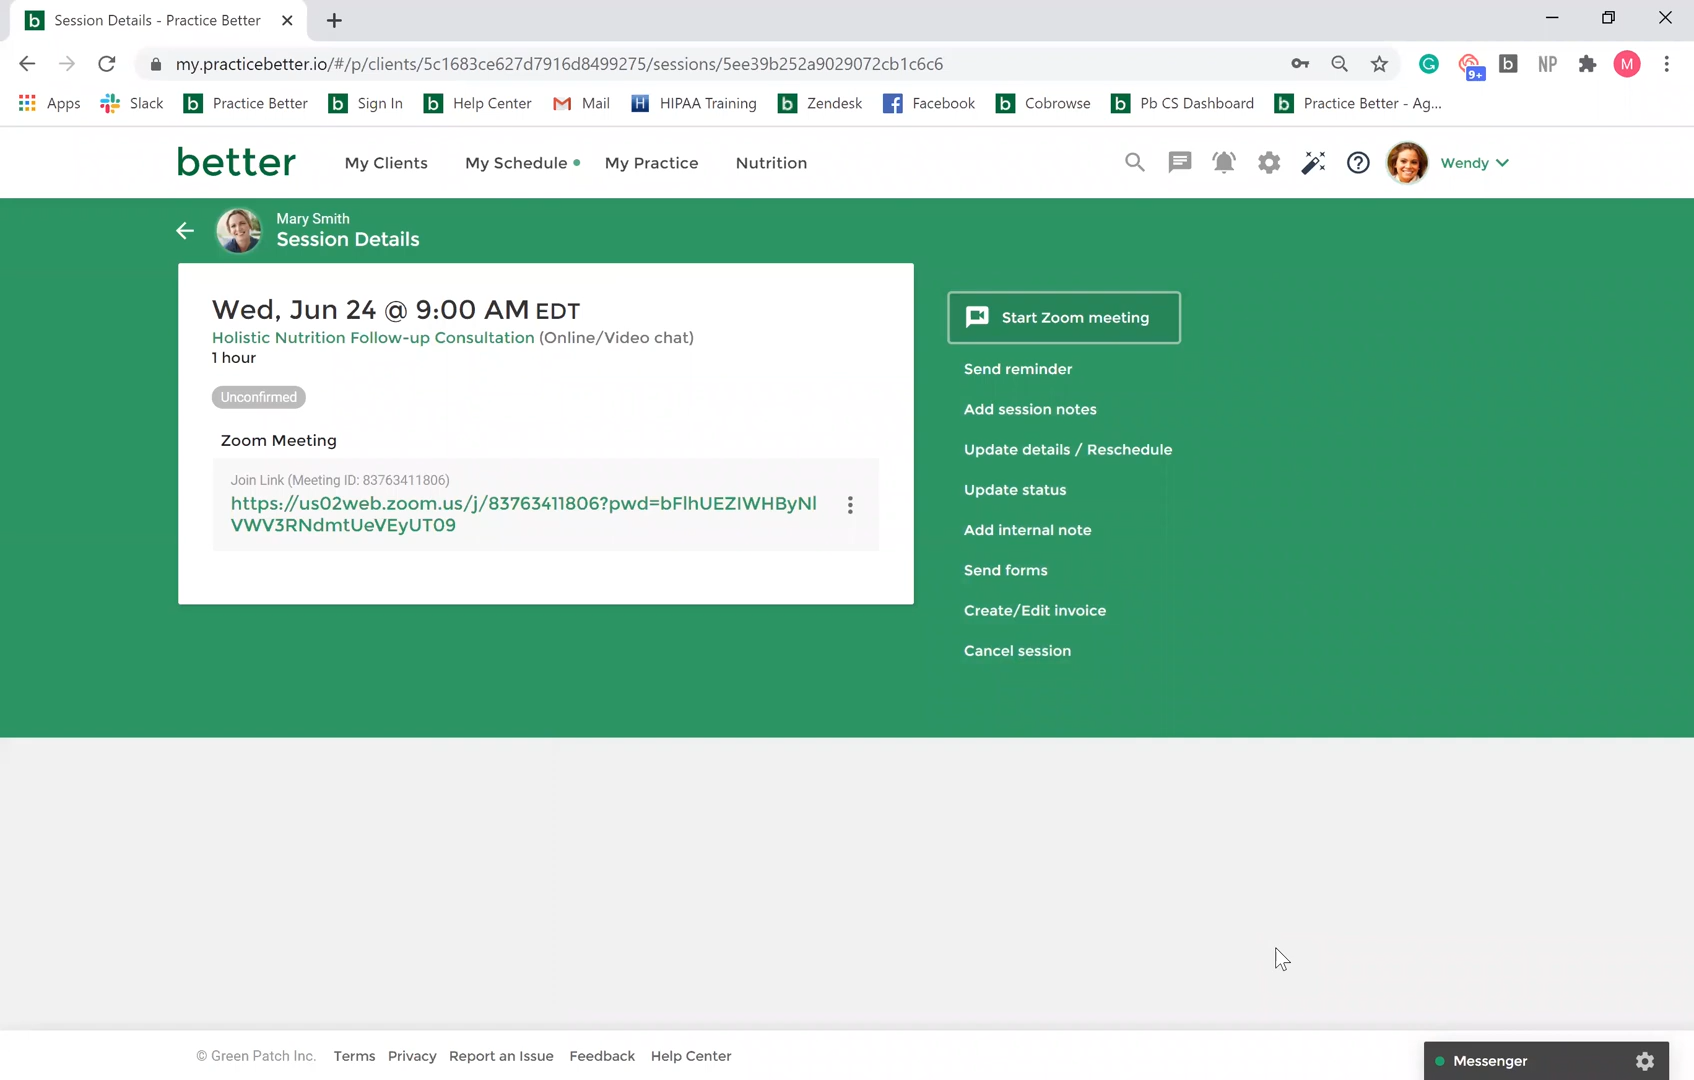 Session Details - Practice Better
my.practicebetter.io/#/p/clients/5c1683ce627d7916d8499275/sessions/5ee39b252a9029072cb1c6c6
9+
b
NP
M
Apps
Slack
Practice Better
Sign In
Help Center
Mail
HIPAA Training
Zendesk
Facebook
Cobrowse
Pb CS Dashboard
Practice Better - Ag...
better
My Clients
My Schedule
My Practice
Nutrition
Wendy
Mary Smith
Session Details
Wed, Jun 24 @ 9:00 AM EDT
Holistic Nutrition Follow-up Consultation (Online/Video chat)
1 hour
Unconfirmed
Zoom Meeting
Join Link (Meeting ID: 83763411806)
https://us02web.zoom.us/j/83763411806?pwd=bFlhUEZIWHByNl
VWV3RNdmtUeVEyUT09
Start Zoom meeting
Send reminder
Add session notes
Update details / Reschedule
Update status
Add internal note
Send forms
Create/Edit invoice
Cancel session
© Green Patch Inc.
Terms
Privacy
Report an Issue
Feedback
Help Center
Messenger